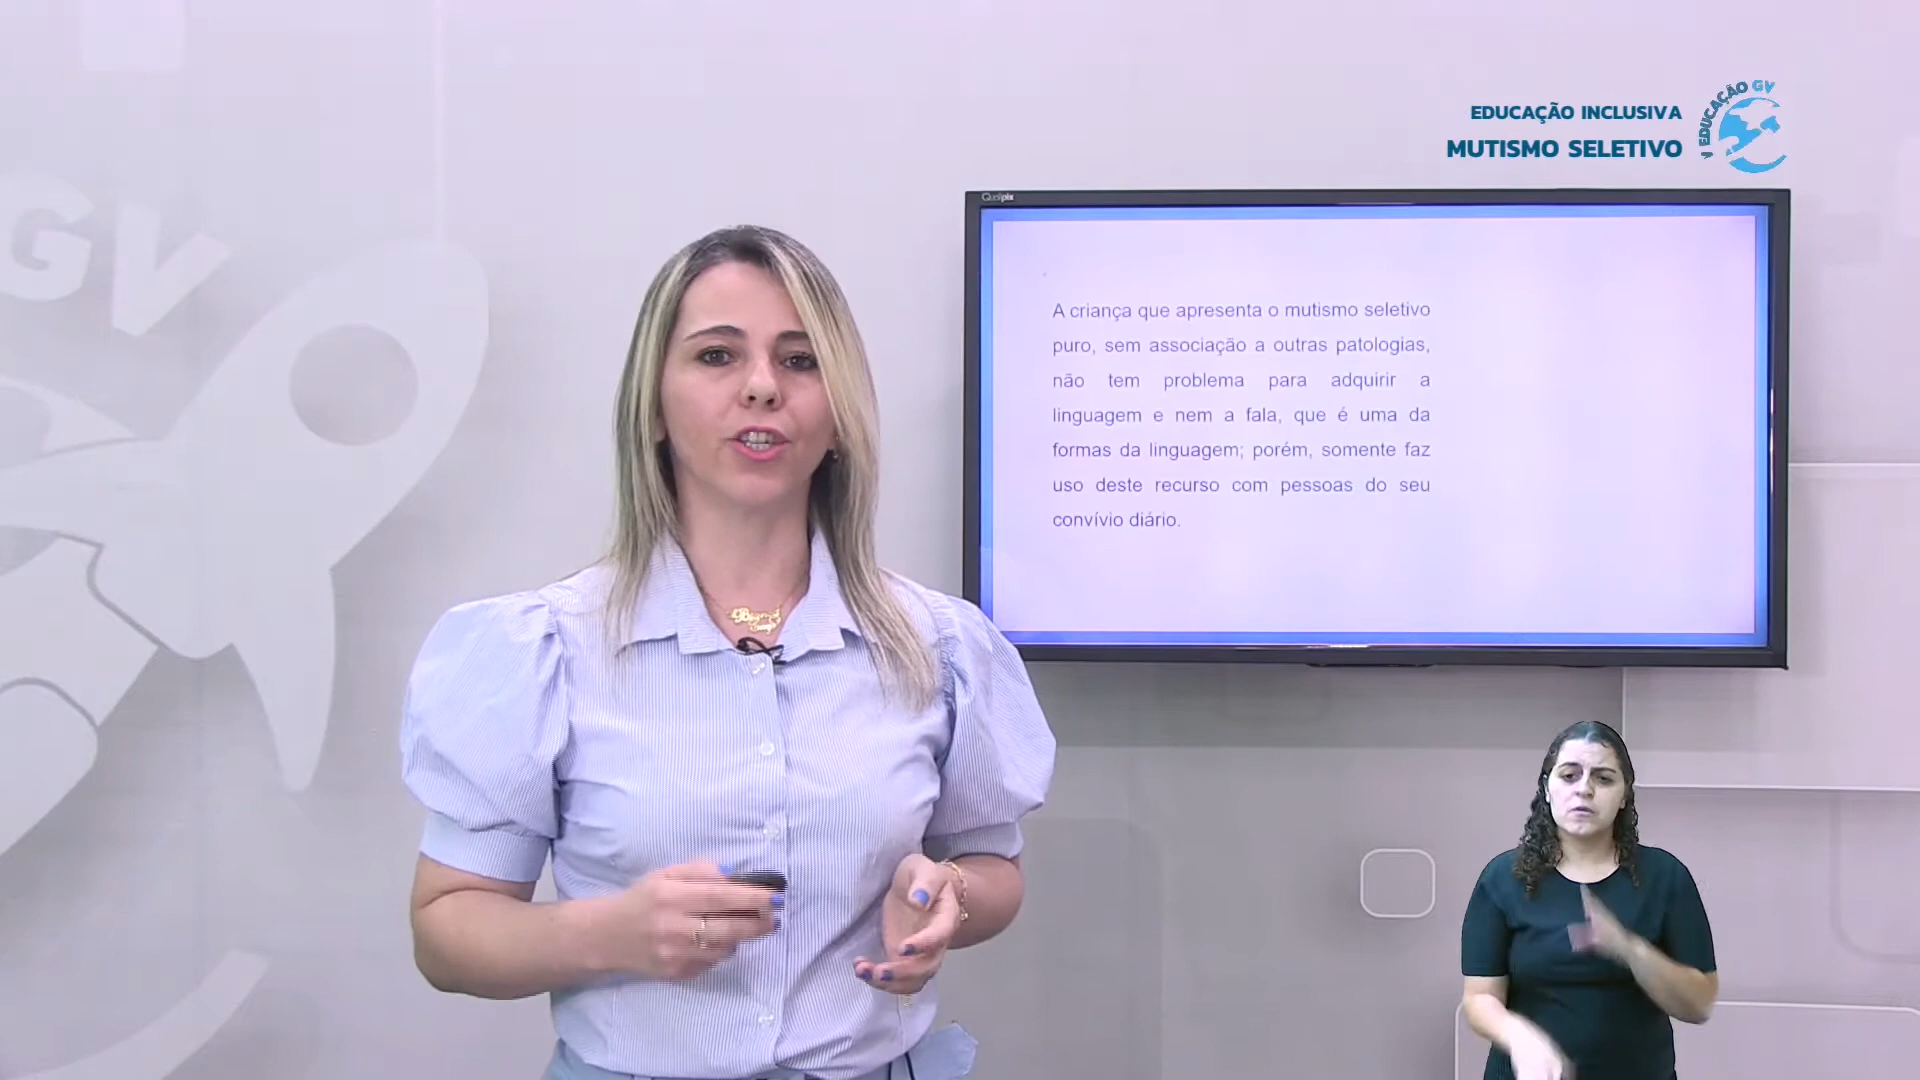 V EDUCAÇÃO GV
EDUCAÇÃO INCLUSIVA
MUTISMO SELETIVO
GV
A criança que apresenta o mutismo seletivo
puro, sem associação a outras patologias,
não tem problema para adquirir a
linguagem e nem a fala, que é uma da
formas da linguagem; porém, somente faz
uso deste recurso com pessoas do seu
convívio diário.